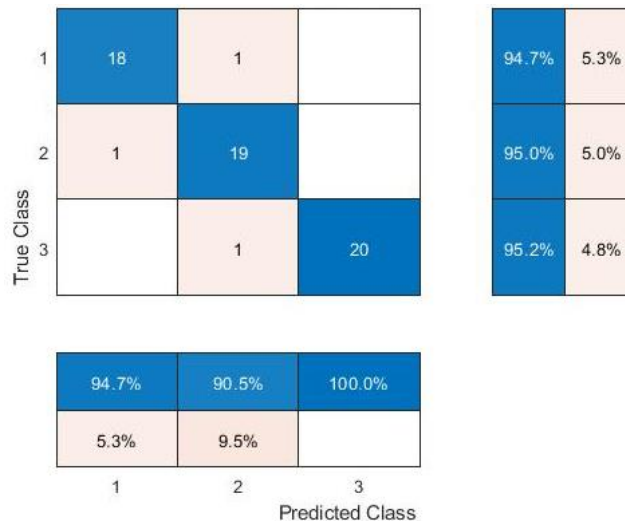 1 18 1 94.7% 5.3%
2 1 19 95.0% 5.0%
3 1 20 95.2% 4.8%
True Class
94.7% 90.5% 100.0%
5.3% 9.5%
1 2 3
Predicted Class